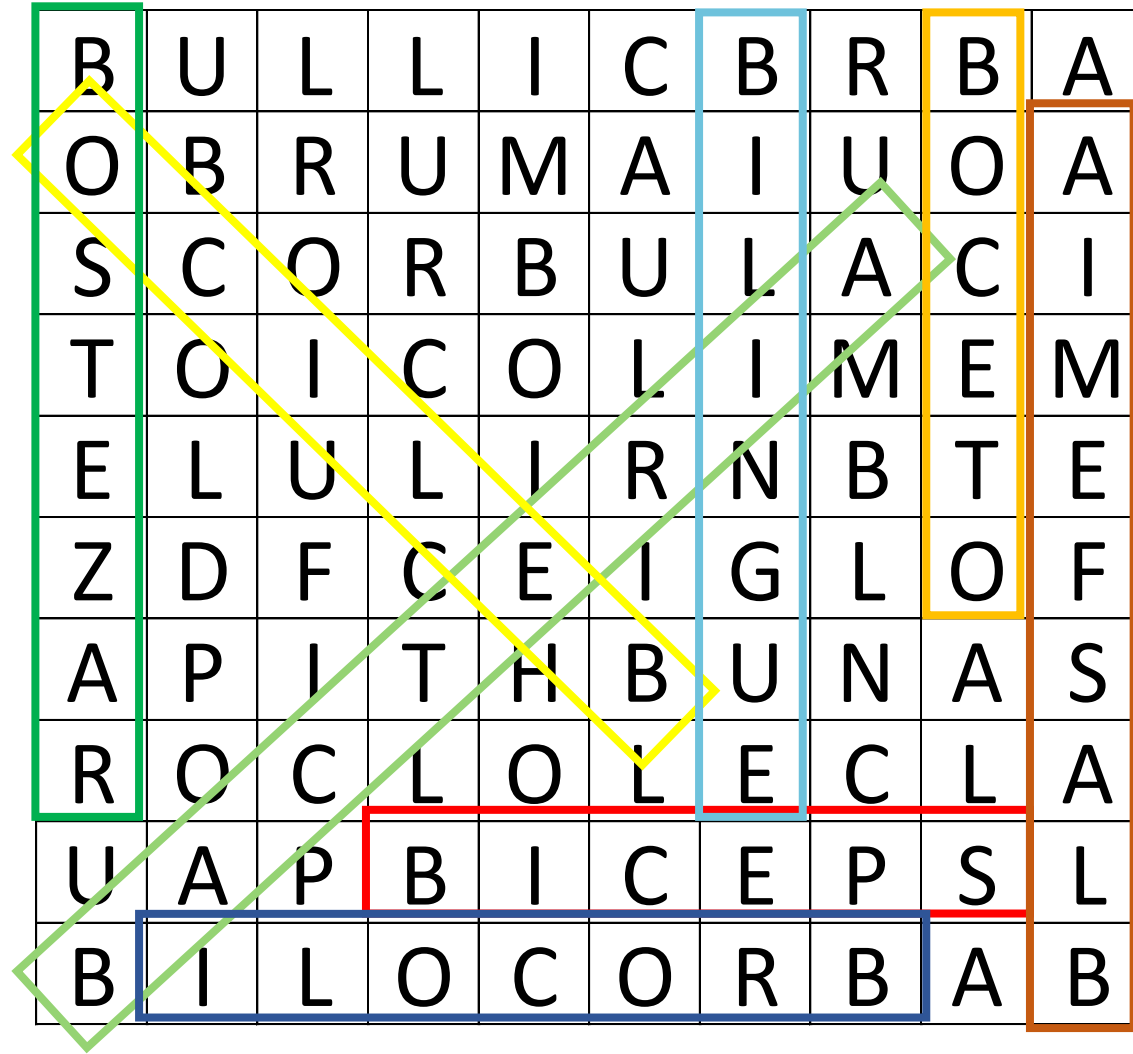 B U L L I C B R B A
O B R U M A I U O A
S C O R B U L A C I
T O I C O L I M E M
E L U L I R N B T E
Z D F C E I G L O F
A P I T H B U N A S
R O C L O L E C L A
U A P B I C E P S L
B I L O C O R B A B